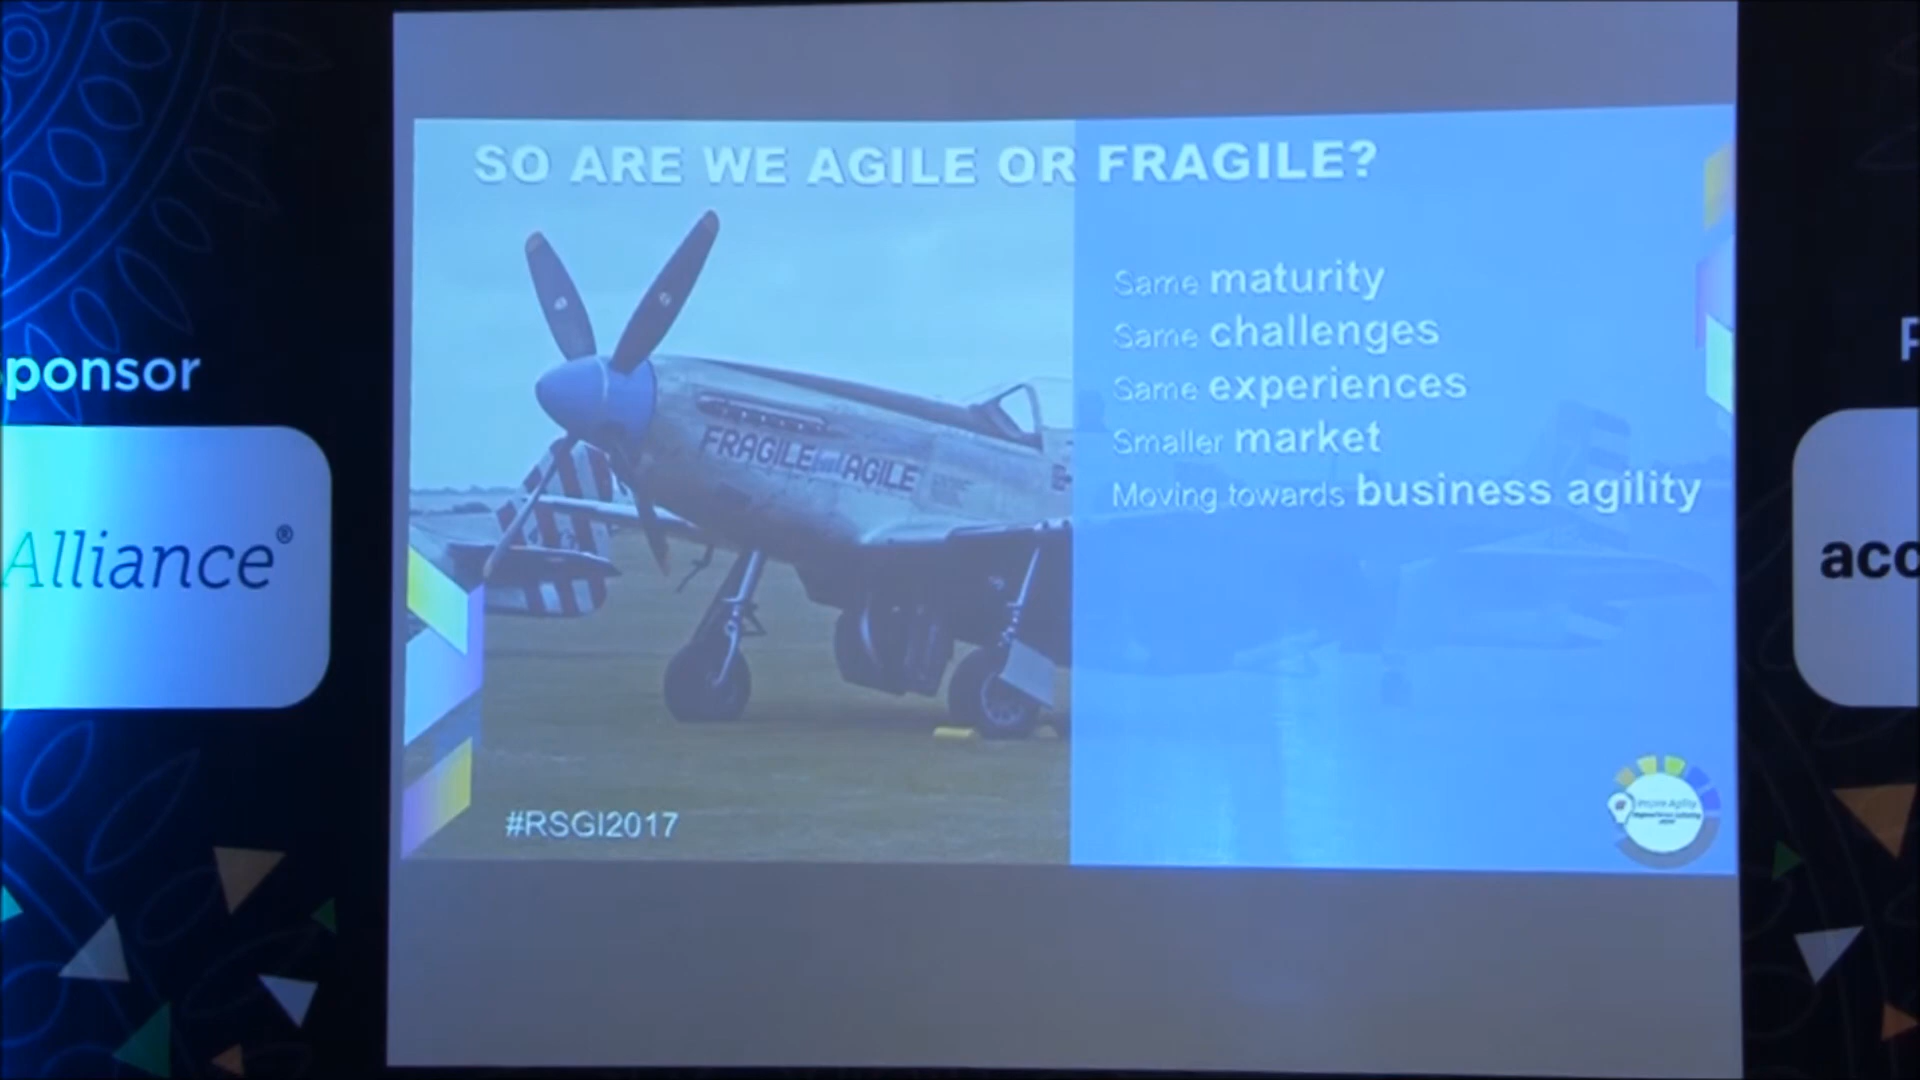 SO ARE WE AGILE OR FRAGILE?
Same maturity
Same challenges
Same experiences
Smaller market
Moving towards business agility
FRAGILE AGILE
#RSGI2017
ponsor
Alliance®
acc